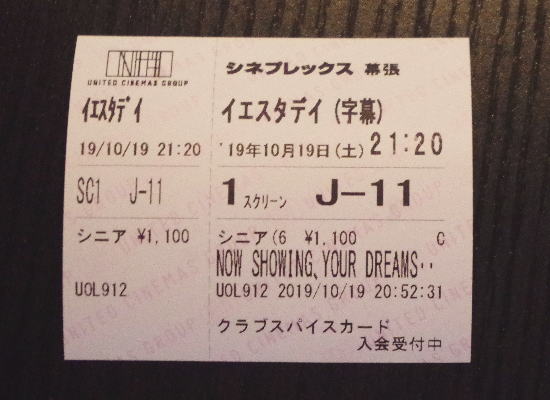 UNITED CINEMAS GROUP
ｲｴｽﾀﾃﾞｲ
19/10/19 21:20
SC1 J-11
シニア ¥1,100
UOL912
シネプレックス 幕張
イエスタデイ (字幕)
'19年10月19日(土) 21:20
1 スクリーン J-11
シニア(6 ¥1,100 C
NOW SHOWING,YOUR DREAMS･･
UOL912 2019/10/19 20:52:31
クラブスパイスカード
入会受付中